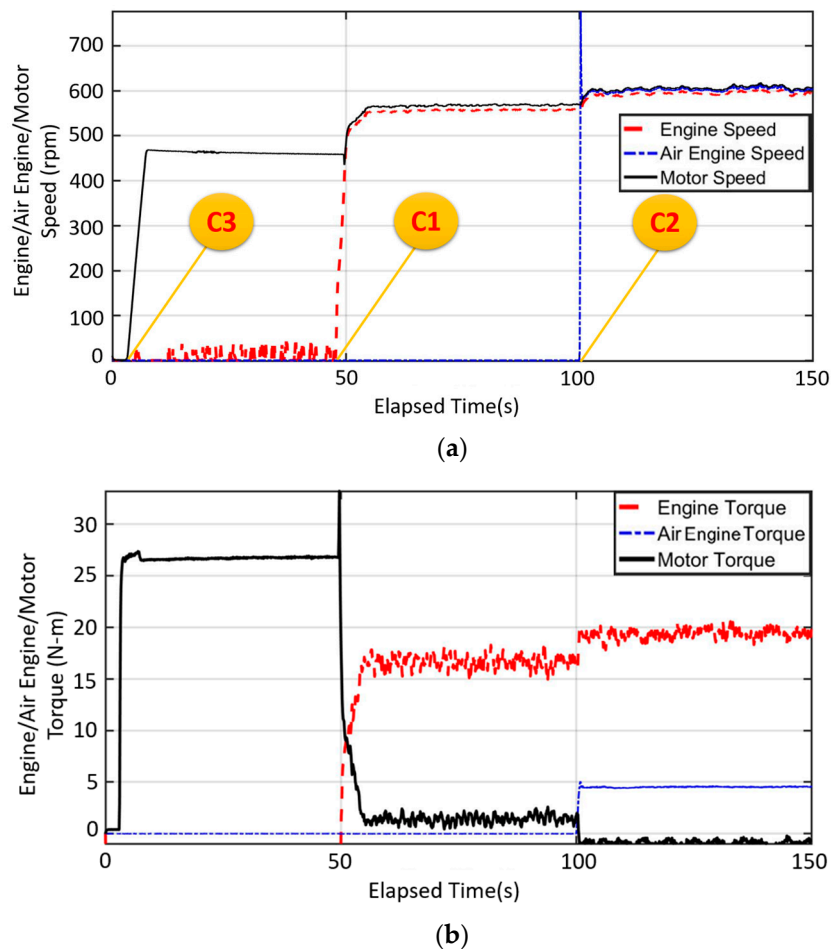 700
600
500
400
300
200
100
0
Engine/Air Engine/Motor
Speed (rpm)
Engine Speed
Air Engine Speed
Motor Speed
C3
C1
C2
0
50
100
150
Elapsed Time(s)
(a)
30
25
20
15
10
5
0
Engine/Air Engine/Motor
Torque (N-m)
Engine Torque
Air Engine Torque
Motor Torque
0
50
100
150
Elapsed Time(s)
(b)